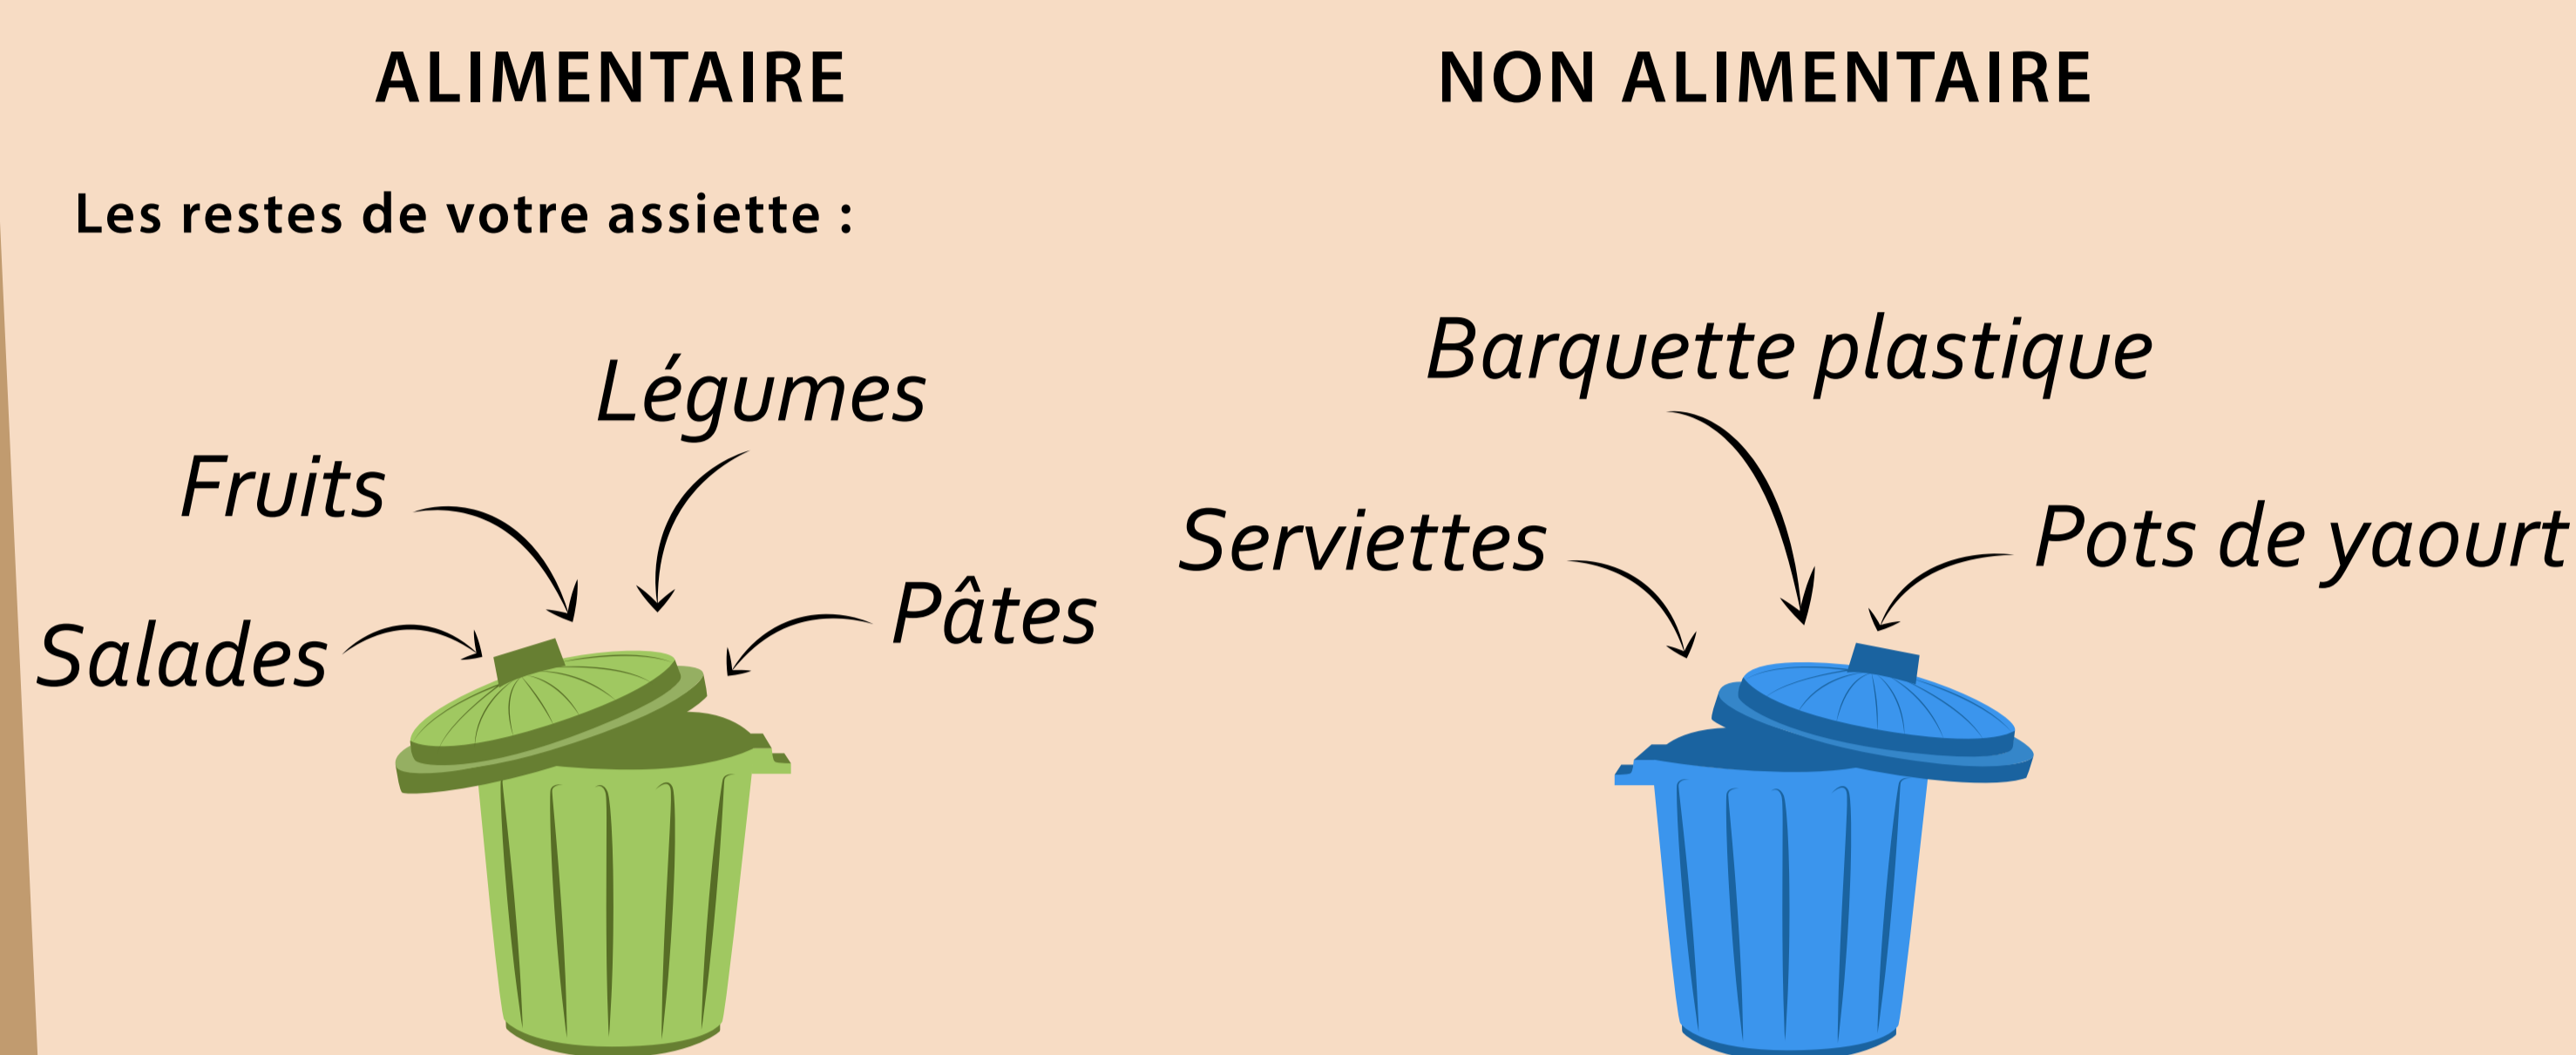 ALIMENTAIRE
Les restes de votre assiette :
Légumes
Fruits
Pâtes
Salades
NON ALIMENTAIRE
Barquette plastique
Serviettes
Pots de yaourt